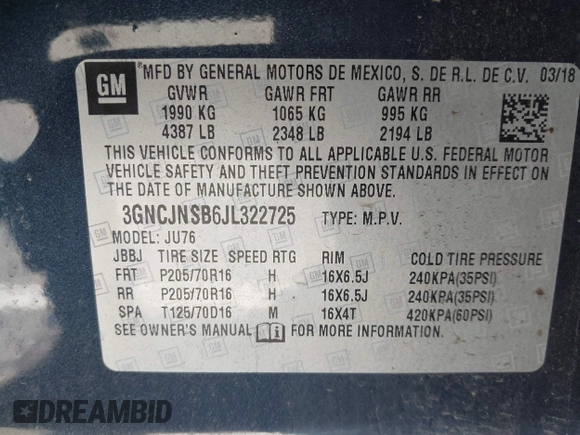 GM
*MFD BY GENERAL MOTORS DE MEXICO, S. DE R.L. DE C.V. 03/18
GVWR GAWR FRT GAWR RR
1990 KG 1065 KG 995 KG
4387 LB 2348 LB 2194 LB
THIS VEHICLE CONFORMS TO ALL APPLICABLE U.S. FEDERAL MOTOR
VEHICLE SAFETY AND THEFT PREVENTION STANDARDS IN EFFECT ON
THE DATE OF MANUFACTURE SHOWN ABOVE.
3GNCJNSB6JL322725 TYPE: M.P.V.
MODEL: JU76
JBBJ TIRE SIZE SPEED RTG RIM COLD TIRE PRESSURE
FRT P205/70R16 H 16X6.5J 240KPA(35PSI)
RR P205/70R16 H 16X6.5J 240KPA(35PSI)
SPA T125/70D16 M 16X4T 420KPA(60PSI)
SEE OWNER'S MANUAL
DREAMBID